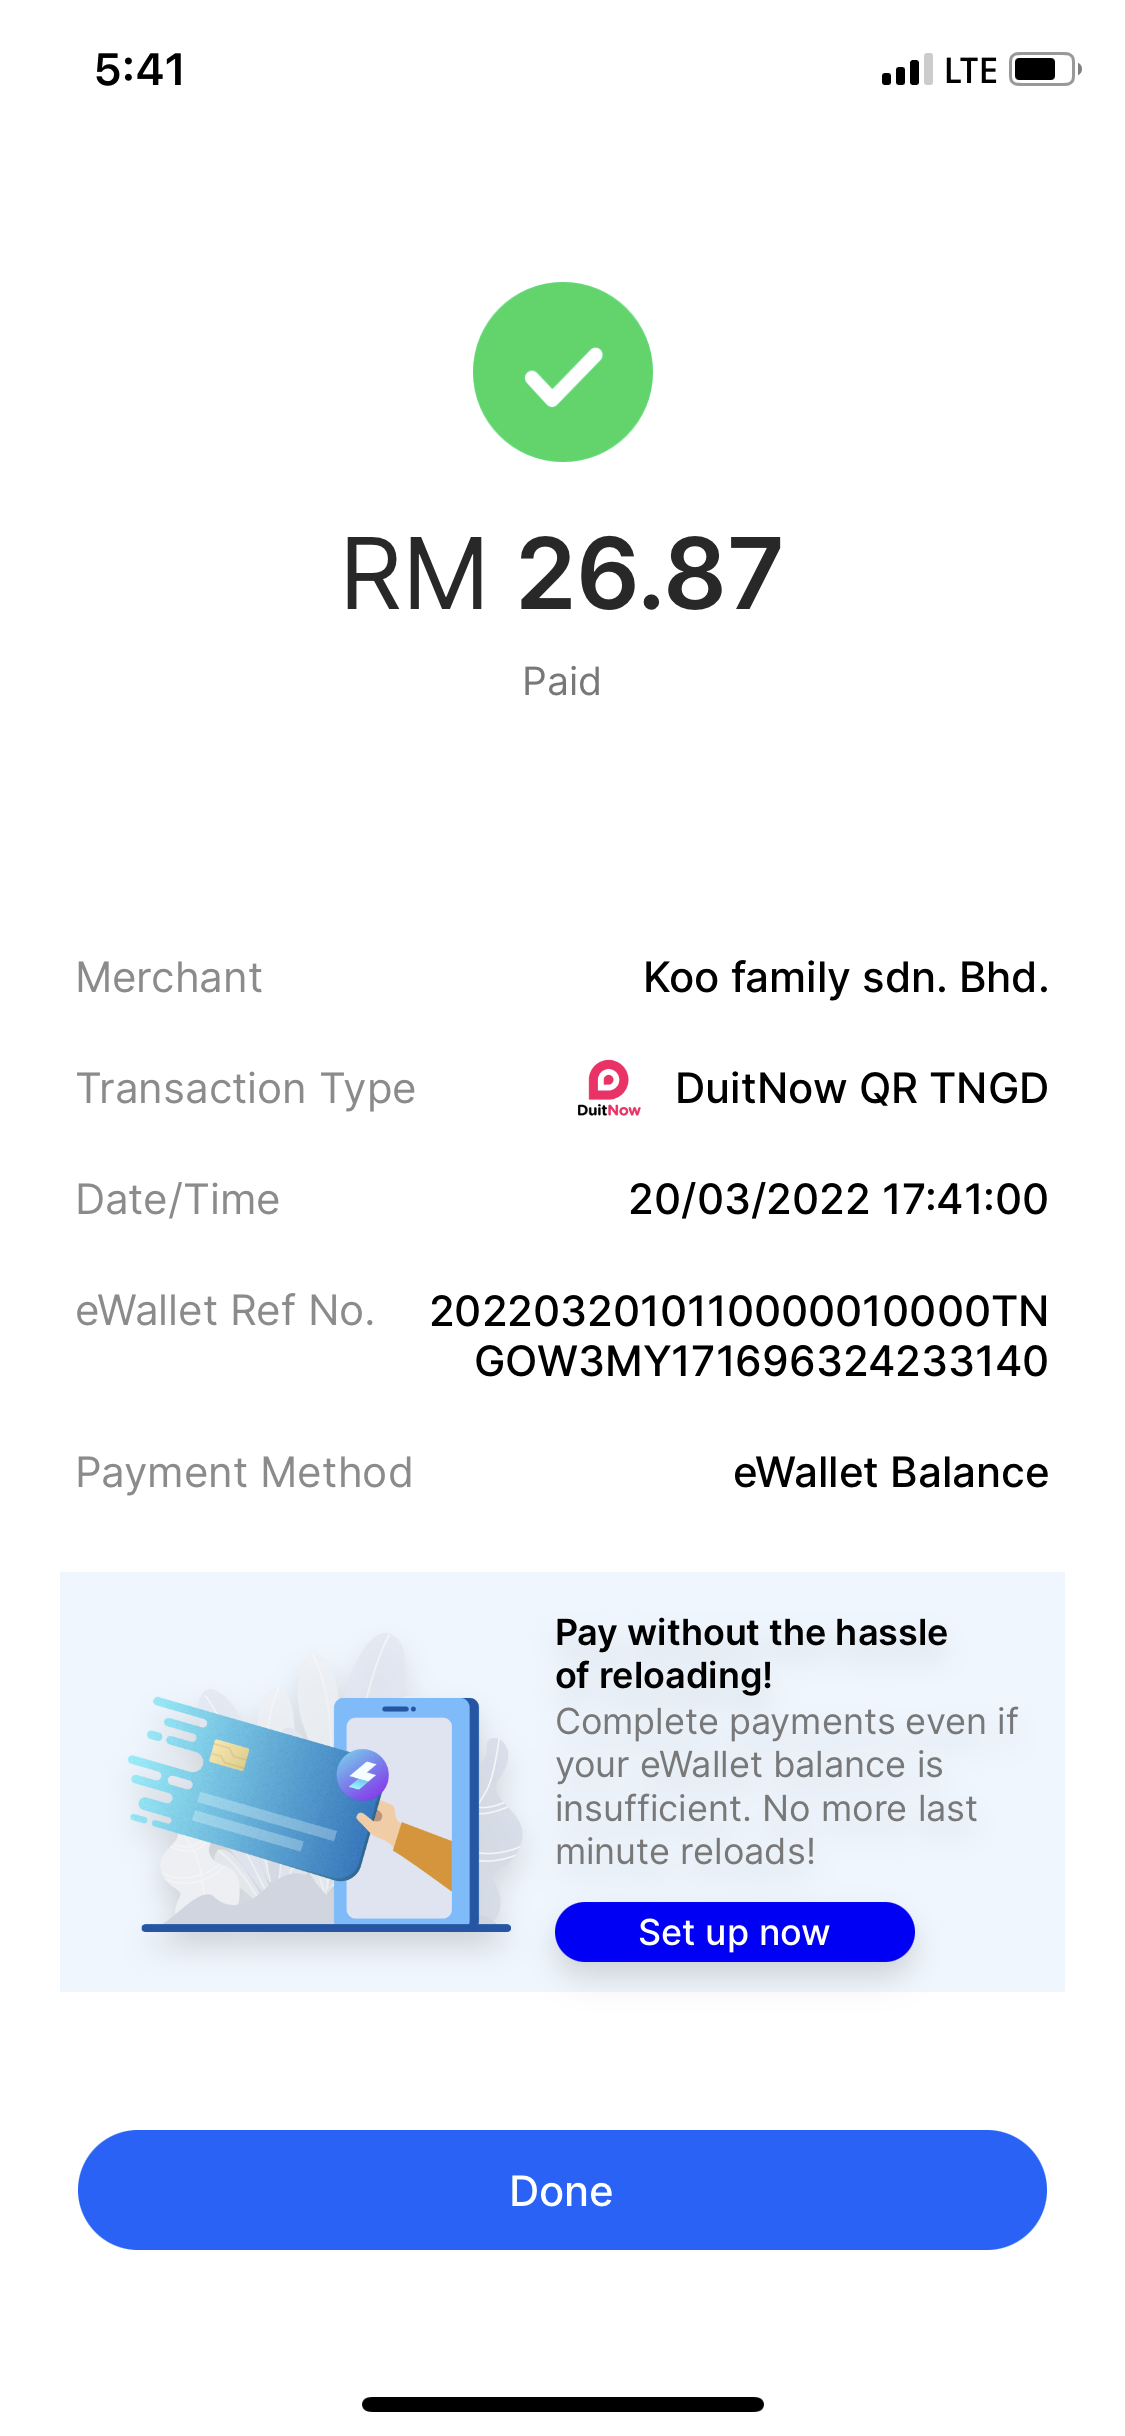 5:41
LTE
RM 26.87
Paid
Merchant
Koo family sdn. Bhd.
Transaction Type
DuitNow
DuitNow QR TNGD
Date/Time
20/03/2022 17:41:00
eWallet Ref No.
20220320101110000010000TN
GOW3MY171696324233140
Payment Method
eWallet Balance
Pay without the hassle
of reloading!
Complete payments even if
your eWallet balance is
insufficient. No more last
minute reloads!
Set up now
Done